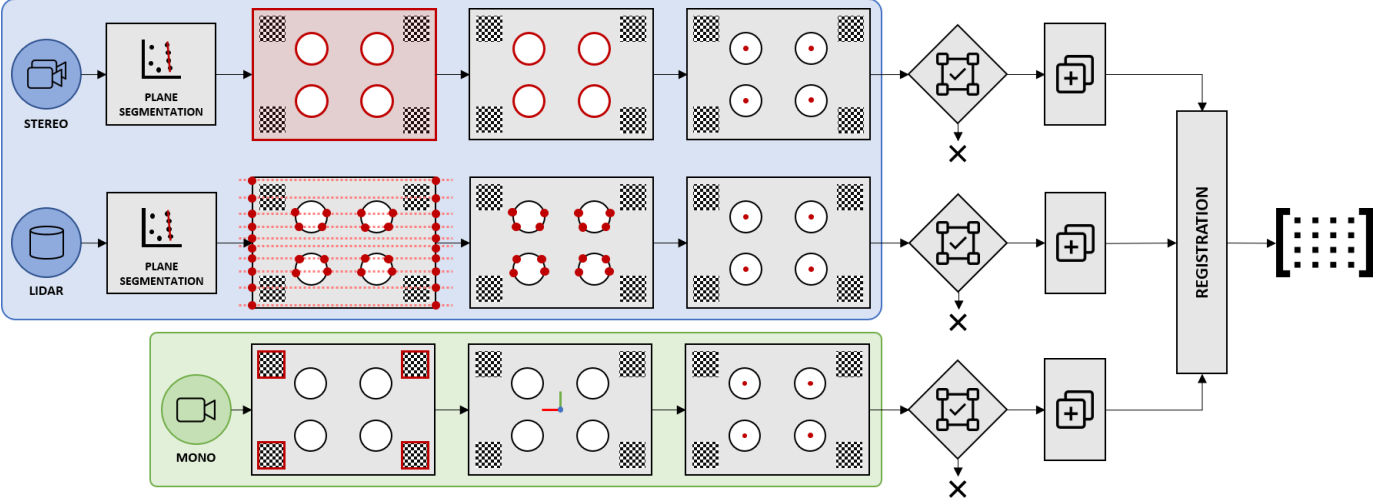 STEREO
PLANE
SEGMENTATION
LIDAR
PLANE
SEGMENTATION
MONO
REGISTRATION